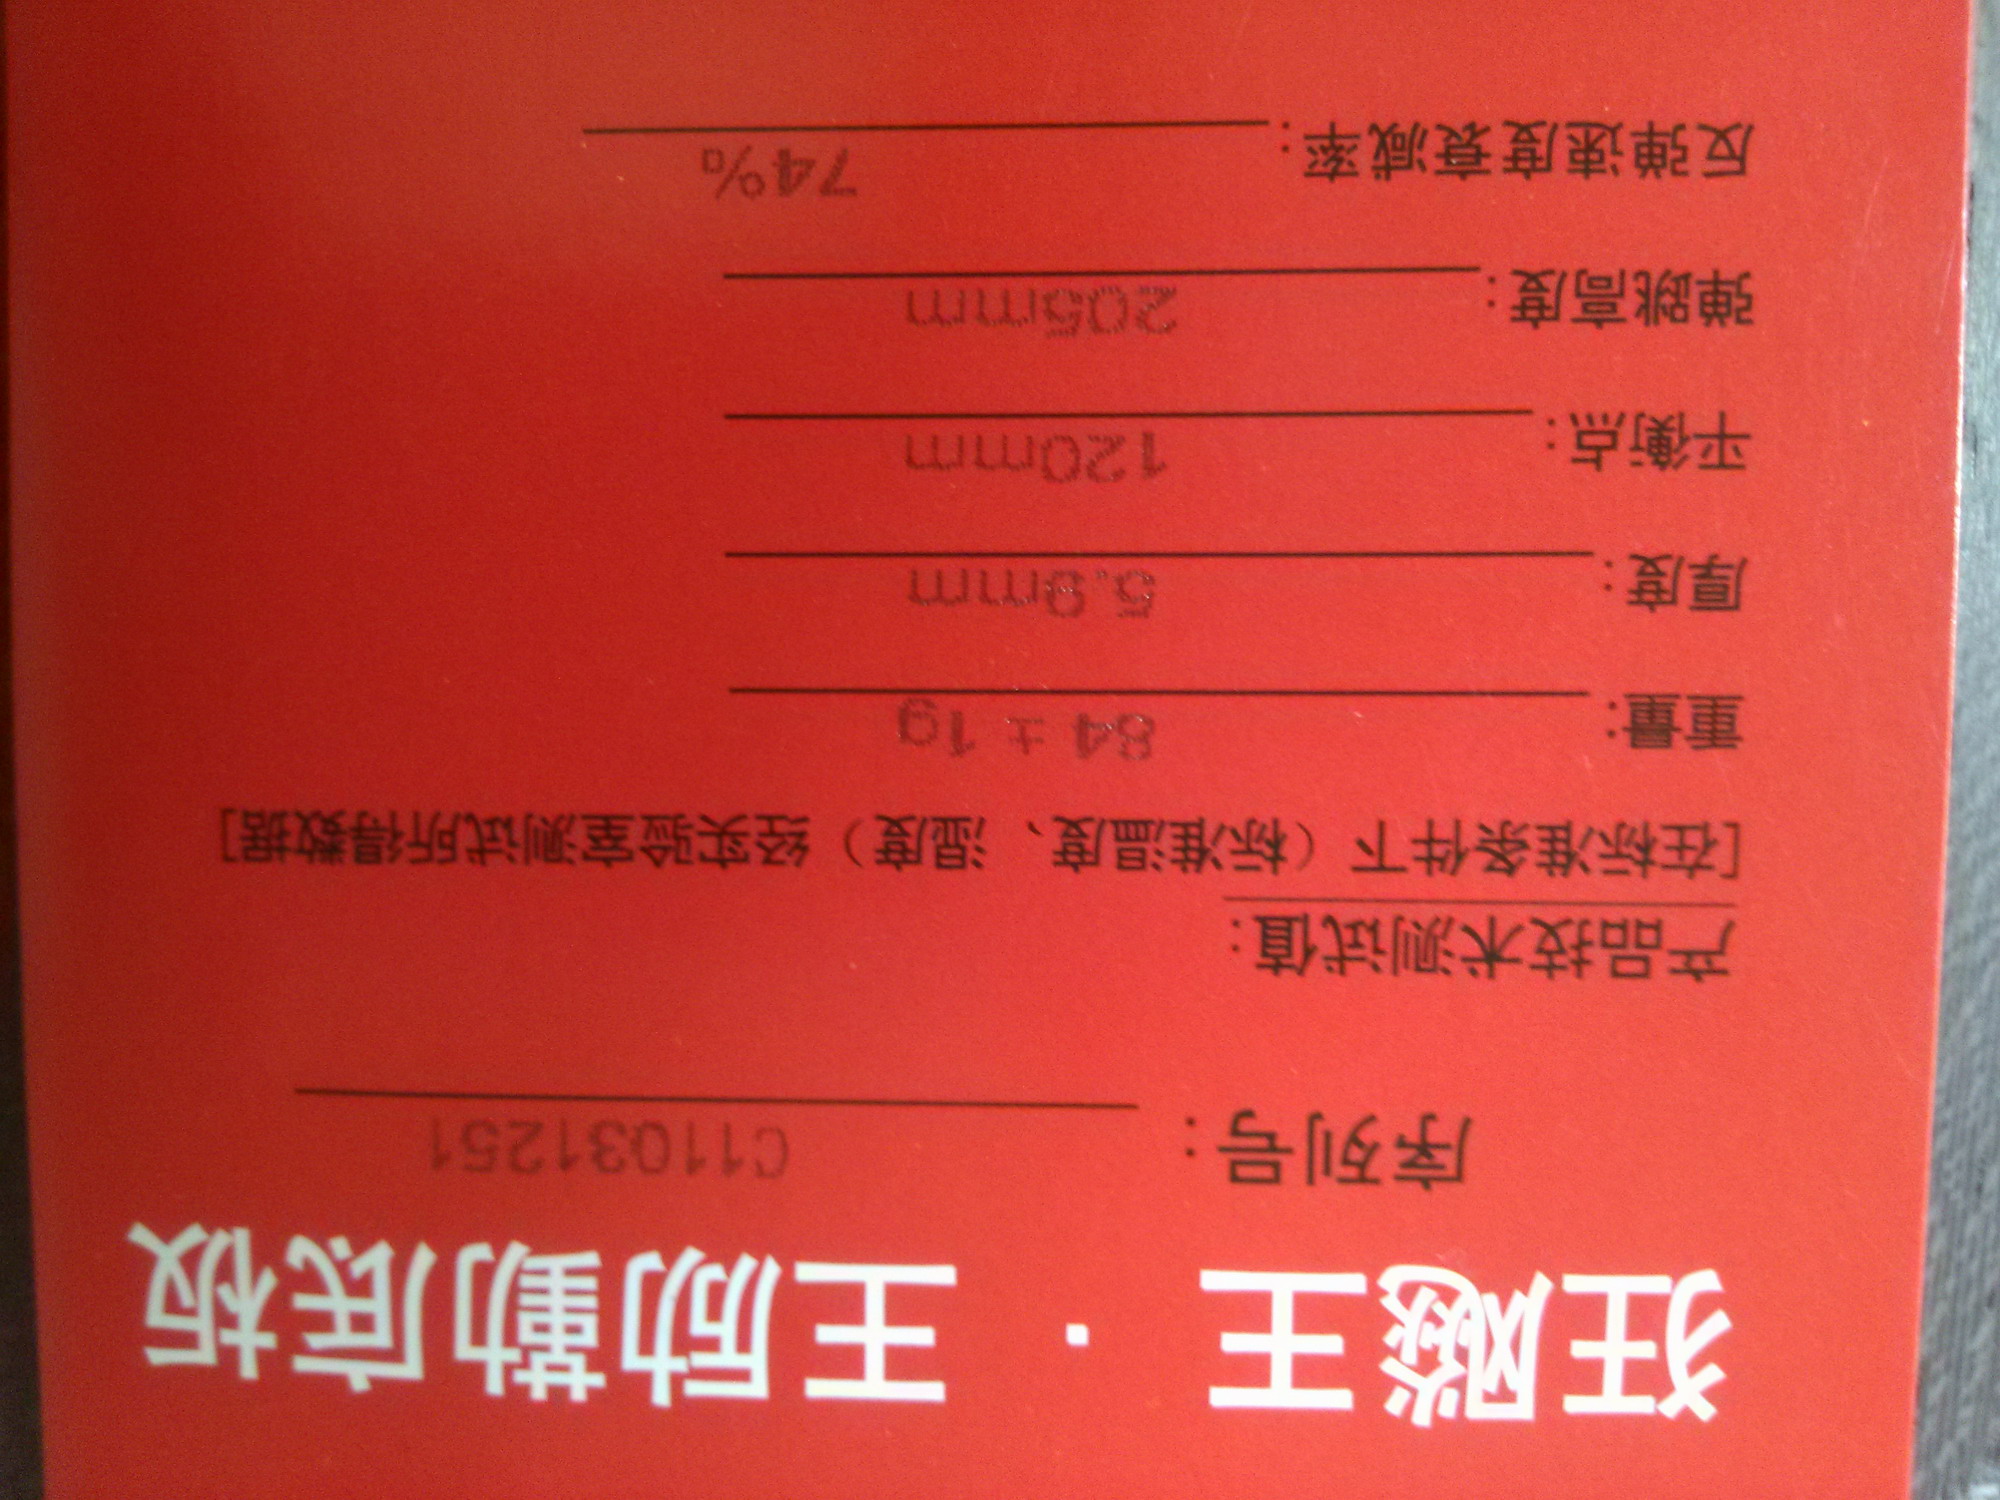 狂飚王 · 王励勤底板
序列号： C11Q31251
产品技术测试值：
[在标准条件下（标准温度、湿度）经实验室测试所得数据]
重量： 84 ± 1g
厚度： 5.9mm
平衡点： 120mm
弹跳高度： 205mm
反弹速度衰减率： 74%